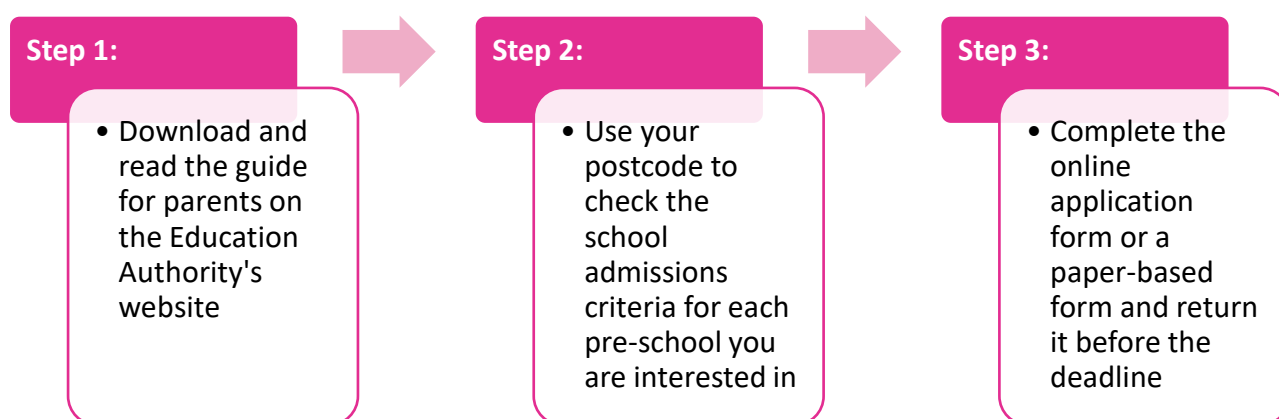 Step 1:
• Download and
read the guide
for parents on
the Education
Authority's
website
Step 2:
• Use your
postcode to
check the
school
admissions
criteria for each
pre-school you
are interested in
Step 3:
• Complete the
online
application
form or a
paper-based
form and return
it before the
deadline